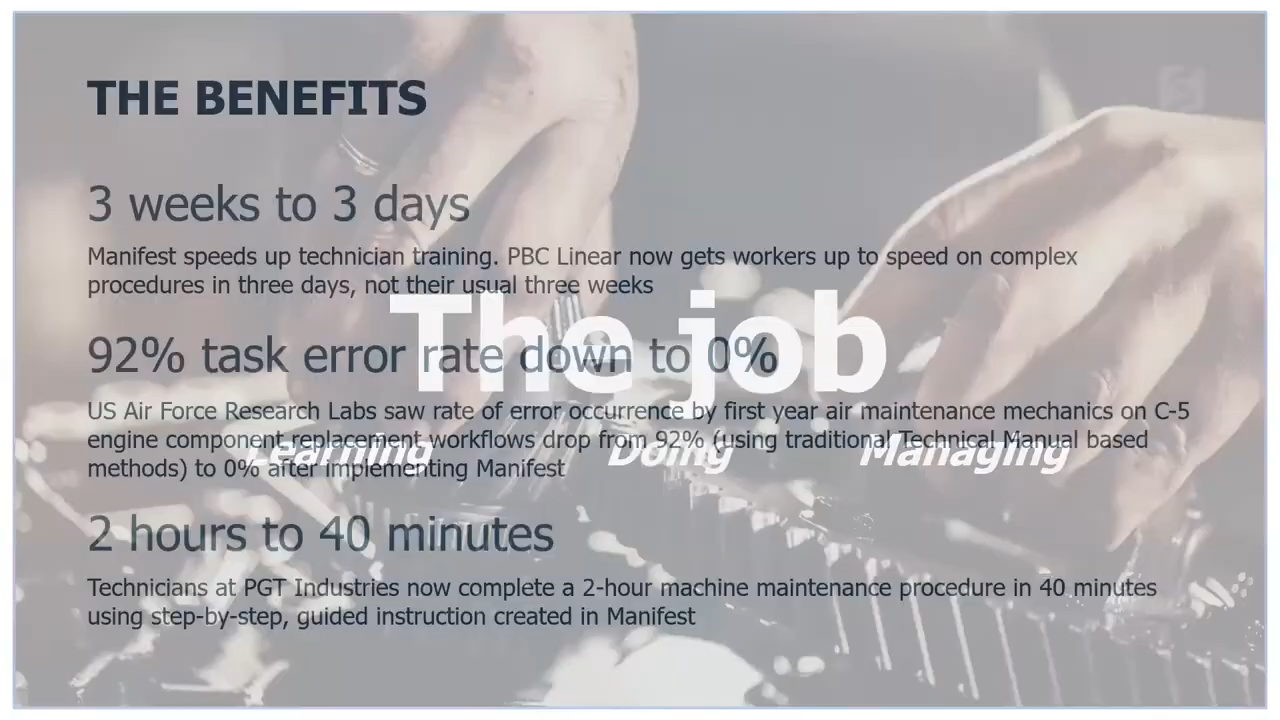 THE BENEFITS
3 weeks to 3 days
Manifest speeds up technician training. PBC Linear now gets workers up to speed on complex
procedures in three days, not their usual three weeks
The job
92% task error rate down to 0%
US Air Force Research Labs saw rate of error occurrence by first year air maintenance mechanics on C-5
engine component replacement workflows drop from 92% (using traditional Technical Manual based
Learning Doing Managing
methods) to 0% after implementing Manifest
2 hours to 40 minutes
Technicians at PGT Industries now complete a 2-hour machine maintenance procedure in 40 minutes
using step-by-step, guided instruction created in Manifest